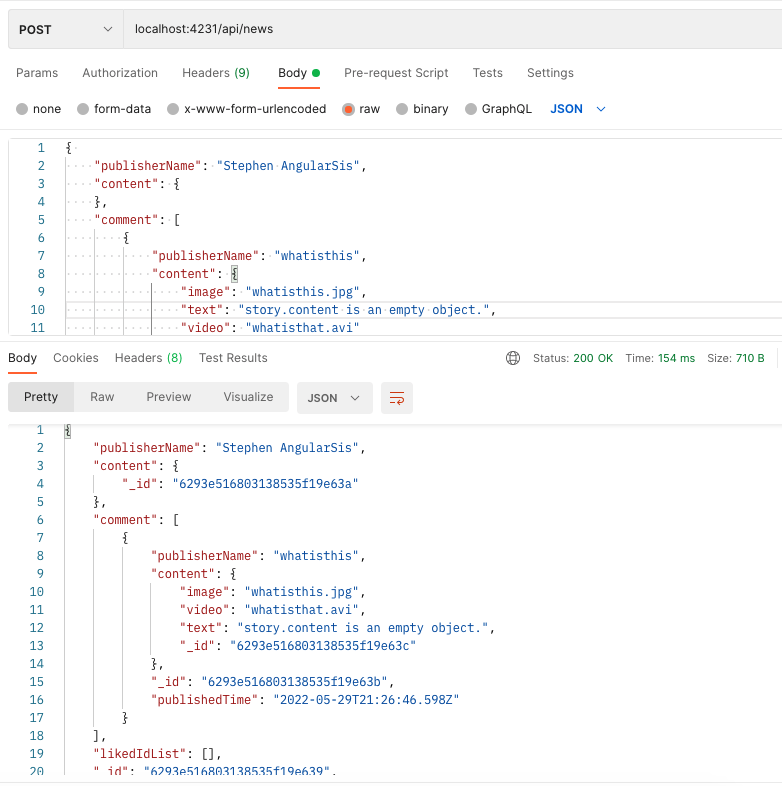 POST localhost:4231/api/news
Params Authorization Headers (9) Body Pre-request Script Tests Settings
none form-data x-www-form-urlencoded raw binary GraphQL JSON
1 {
2 "publisherName": "Stephen AngularSis",
3 "content": {
4 },
5 "comment": [
6 {
7 "publisherName": "whatisthis",
8 "content": {
9 "image": "whatisthis.jpg",
10 "text": "story.content is an empty object.",
11 "video": "whatisthat.avi"
Body Cookies Headers (8) Test Results Status: 200 OK Time: 154 ms Size: 710 B
Pretty Raw Preview Visualize JSON
1 {
2 "publisherName": "Stephen AngularSis",
3 "content": {
4 "_id": "6293e516803138535f19e63a"
5 },
6 "comment": [
7 {
8 "publisherName": "whatisthis",
9 "content": {
10 "image": "whatisthis.jpg",
11 "video": "whatisthat.avi",
12 "text": "story.content is an empty object.",
13 "_id": "6293e516803138535f19e63c"
14 },
15 "_id": "6293e516803138535f19e63b",
16 "publishedTime": "2022-05-29T21:26:46.598Z"
17 }
18 ],
19 "likedIdList": [],
20 "_id": "6293e516803138535f19e639",